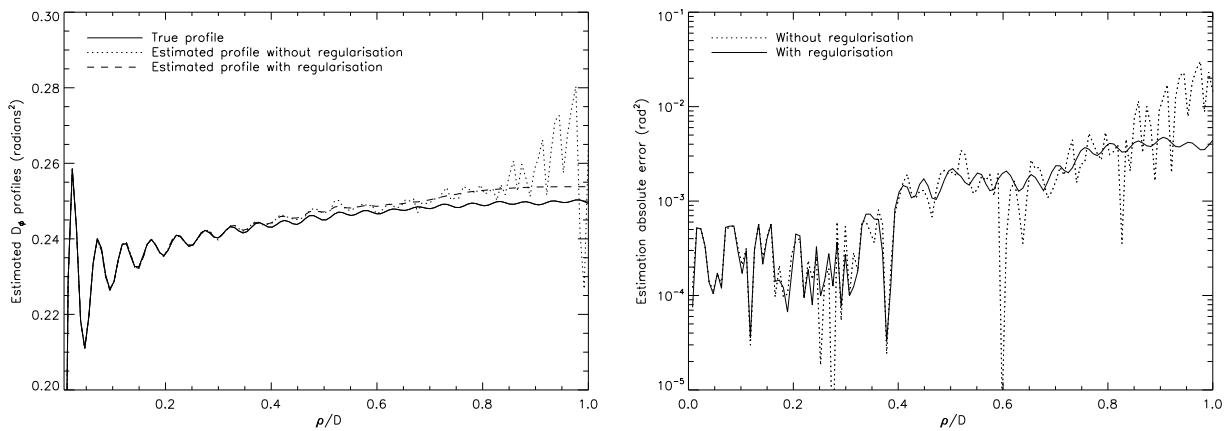 True profile
Estimated profile without regularisation
Estimated profile with regularisation
Estimated Dφ profiles (radians²)
0.30
0.28
0.26
0.24
0.22
0.20
0.2
0.4
0.6
0.8
1.0
ρ/D
Without regularisation
With regularisation
Estimation absolute error (rad²)
10⁻¹
10⁻²
10⁻³
10⁻⁴
10⁻⁵
0.0
0.2
0.4
0.6
0.8
1.0
ρ/D